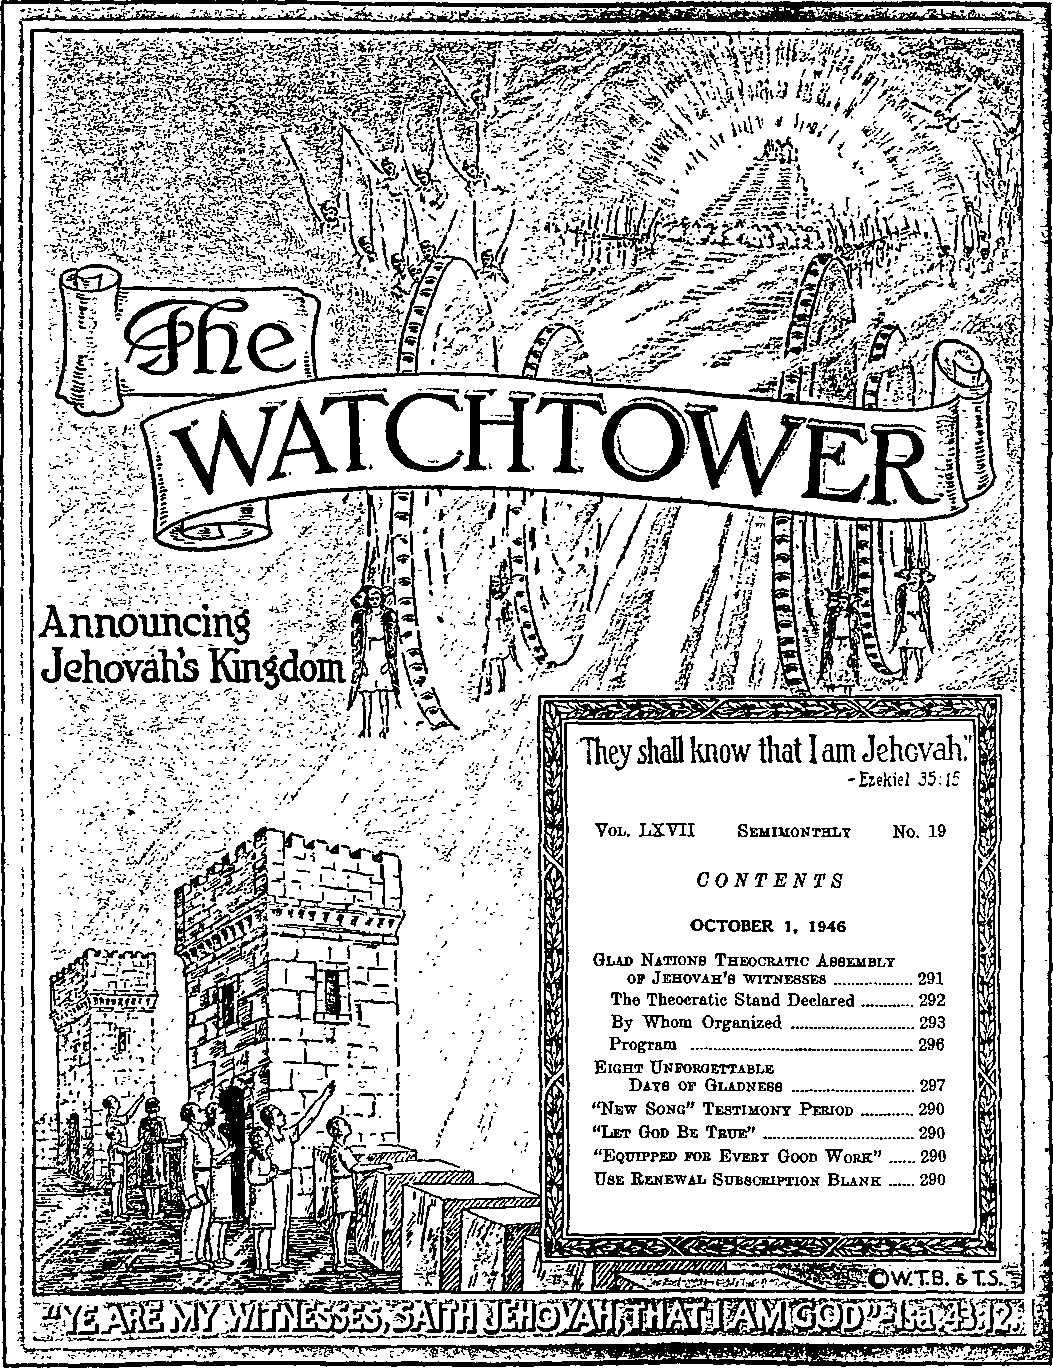 The
WATCHTOWER
Announcing
Jehovah's Kingdom
"They shall know that I am Jehovah."
- Ezekiel 35:15
VOL. LXVII SEMIMONTHLY No. 19
CONTENTS
OCTOBER 1, 1946
GLAD NATIONS THEOCRATIC ASSEMBLY
OF JEHOVAH'S WITNESSES .................. 291
The Theocratic Stand Declared ........... 292
By Whom Organized .......................... 293
Program ................................................ 296
EIGHT UNFORGETTABLE
DAYS OF GLADNESS ........................... 297
"NEW SONG" TESTIMONY PERIOD ........... 290
"LET GOD BE TRUE" ................................. 290
"EQUIPPED FOR EVERY GOOD WORK" ...... 290
USE RENEWAL SUBSCRIPTION BLANK ...... 290
©W.T.B. & T.S.
"YE ARE MY WITNESSES, SAITH JEHOVAH, THAT I AM GOD"-Isa. 43:12.